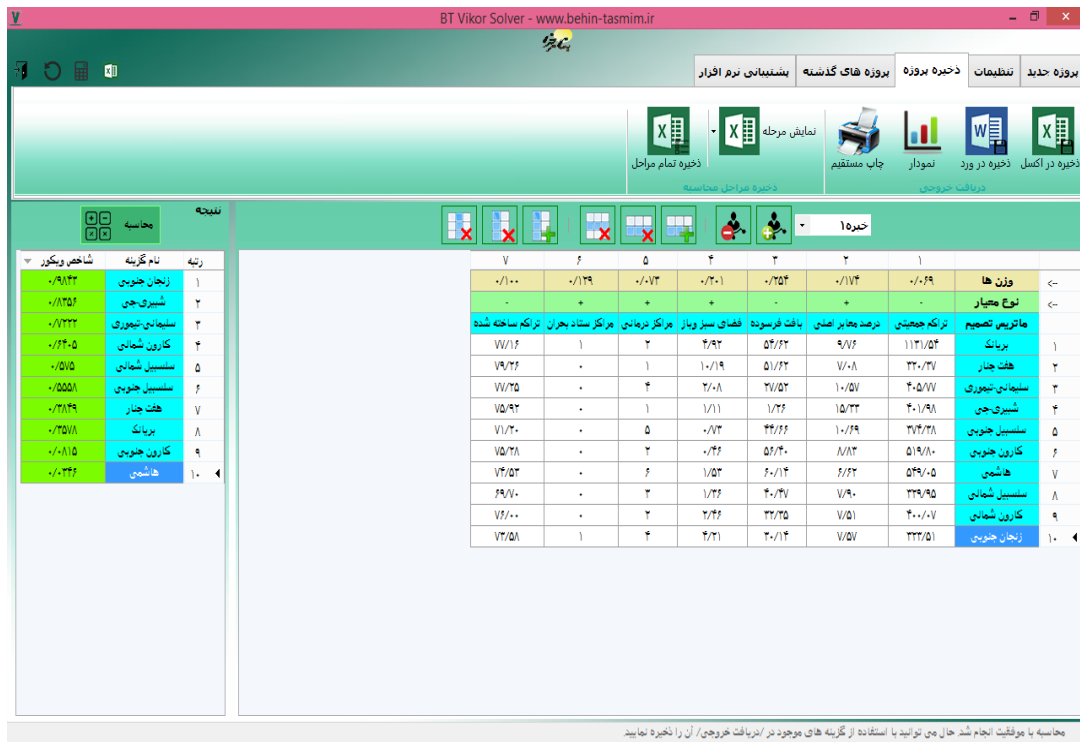 BT Vikor Solver - www.behin-tasmim.ir
پروژه جدید تنظیمات ذخیره پروژه پروژه های گذشته پشتیبانی نرم افزار
ذخیره در اکسل ذخیره در ورد نمودار چاپ مستقیم نمایش مرحله ذخیره تمام مراحل
دریافت خروجی ذخیره مراحل محاسبه
خبره۱
۱ ۲ ۳ ۴ ۵ ۶ ۷
<-- وزن ها ۰/۰۶۹ ۰/۱۷۴ ۰/۲۵۴ ۰/۲۰۱ ۰/۰۷۳ ۰/۱۲۹ ۰/۱۰۰
<-- نوع معیار - + - + + + -
ماتریس تصمیم تراکم جمعیتی درصد معابر اصلی بافت فرسوده فضای سبز وباز مراکز درمانی مراکز ستاد بحران تراکم ساخته شده
۱ بریانک ۱۱۳۱/۵۴ ۹/۷۶ ۵۴/۶۲ ۴/۹۲ ۲ ۱ ۷۷/۱۶
۲ هفت چنار ۳۳۰/۳۷ ۷/۰۸ ۵۱/۶۲ ۱۰/۱۹ ۱ ۰ ۷۹/۲۶
۳ سلیمانی-تیموری ۴۰۵/۷۷ ۱۰/۵۷ ۲۷/۵۲ ۲/۰۸ ۴ ۰ ۷۷/۲۵
۴ شبیری-جی ۴۰۱/۹۸ ۱۵/۳۳ ۱/۲۶ ۱/۱۱ ۱ ۰ ۷۵/۹۲
۵ سلسبیل جنوبی ۳۷۴/۳۸ ۱۰/۶۹ ۴۴/۶۶ ۰/۷۳ ۵ ۰ ۷۱/۲۰
۶ کارون جنوبی ۵۱۹/۸۰ ۸/۸۳ ۵۶/۴۰ ۰/۴۶ ۲ ۰ ۷۵/۲۸
۷ هاشمی ۵۴۹/۰۵ ۶/۶۲ ۶۰/۱۴ ۱/۵۳ ۶ ۰ ۷۴/۵۳
۸ سلسبیل شمالی ۳۳۹/۹۵ ۷/۹۰ ۴۰/۴۷ ۱/۳۶ ۳ ۰ ۶۹/۷۰
۹ کارون شمالی ۴۰۰/۰۷ ۷/۵۱ ۳۲/۳۵ ۲/۴۶ ۲ ۰ ۷۶/۰۰
۱۰ زنجان جنوبی ۳۲۳/۵۱ ۷/۵۷ ۳۰/۱۴ ۴/۲۱ ۴ ۱ ۷۳/۵۸
نتیجه محاسبه
رتبه نام گزینه شاخص ویکور
۱ زنجان جنوبی ۰/۹۸۴۳
۲ شبیری-جی ۰/۸۳۵۶
۳ سلیمانی-تیموری ۰/۷۲۲۲
۴ کارون شمالی ۰/۶۴۰۵
۵ سلسبیل شمالی ۰/۵۷۵
۶ سلسبیل جنوبی ۰/۵۵۵۸
۷ هفت چنار ۰/۳۸۴۹
۸ بریانک ۰/۳۵۷۸
۹ کارون جنوبی ۰/۰۸۱۵
۱۰ هاشمی ۰/۰۳۴۶
محاسبه با موفقیت انجام شد. حال می توانید با استفاده از گزینه های موجود در /دریافت خروجی/ آن را ذخیره نمایید.